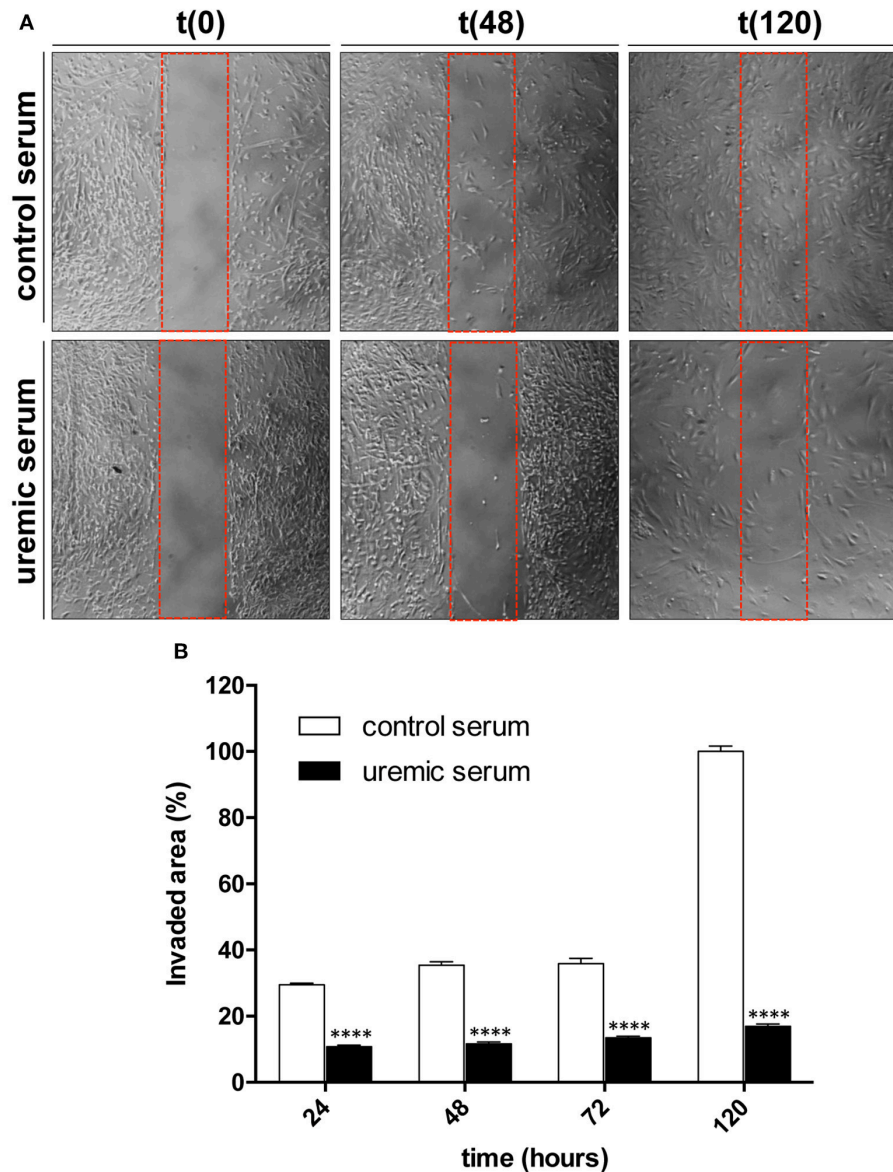 A
t(0) t(48) t(120)
control serum
uremic serum
B
120
100
80
60
40
20
0
Invaded area (%)
control serum
uremic serum
**** **** **** ****
24 48 72 120
time (hours)